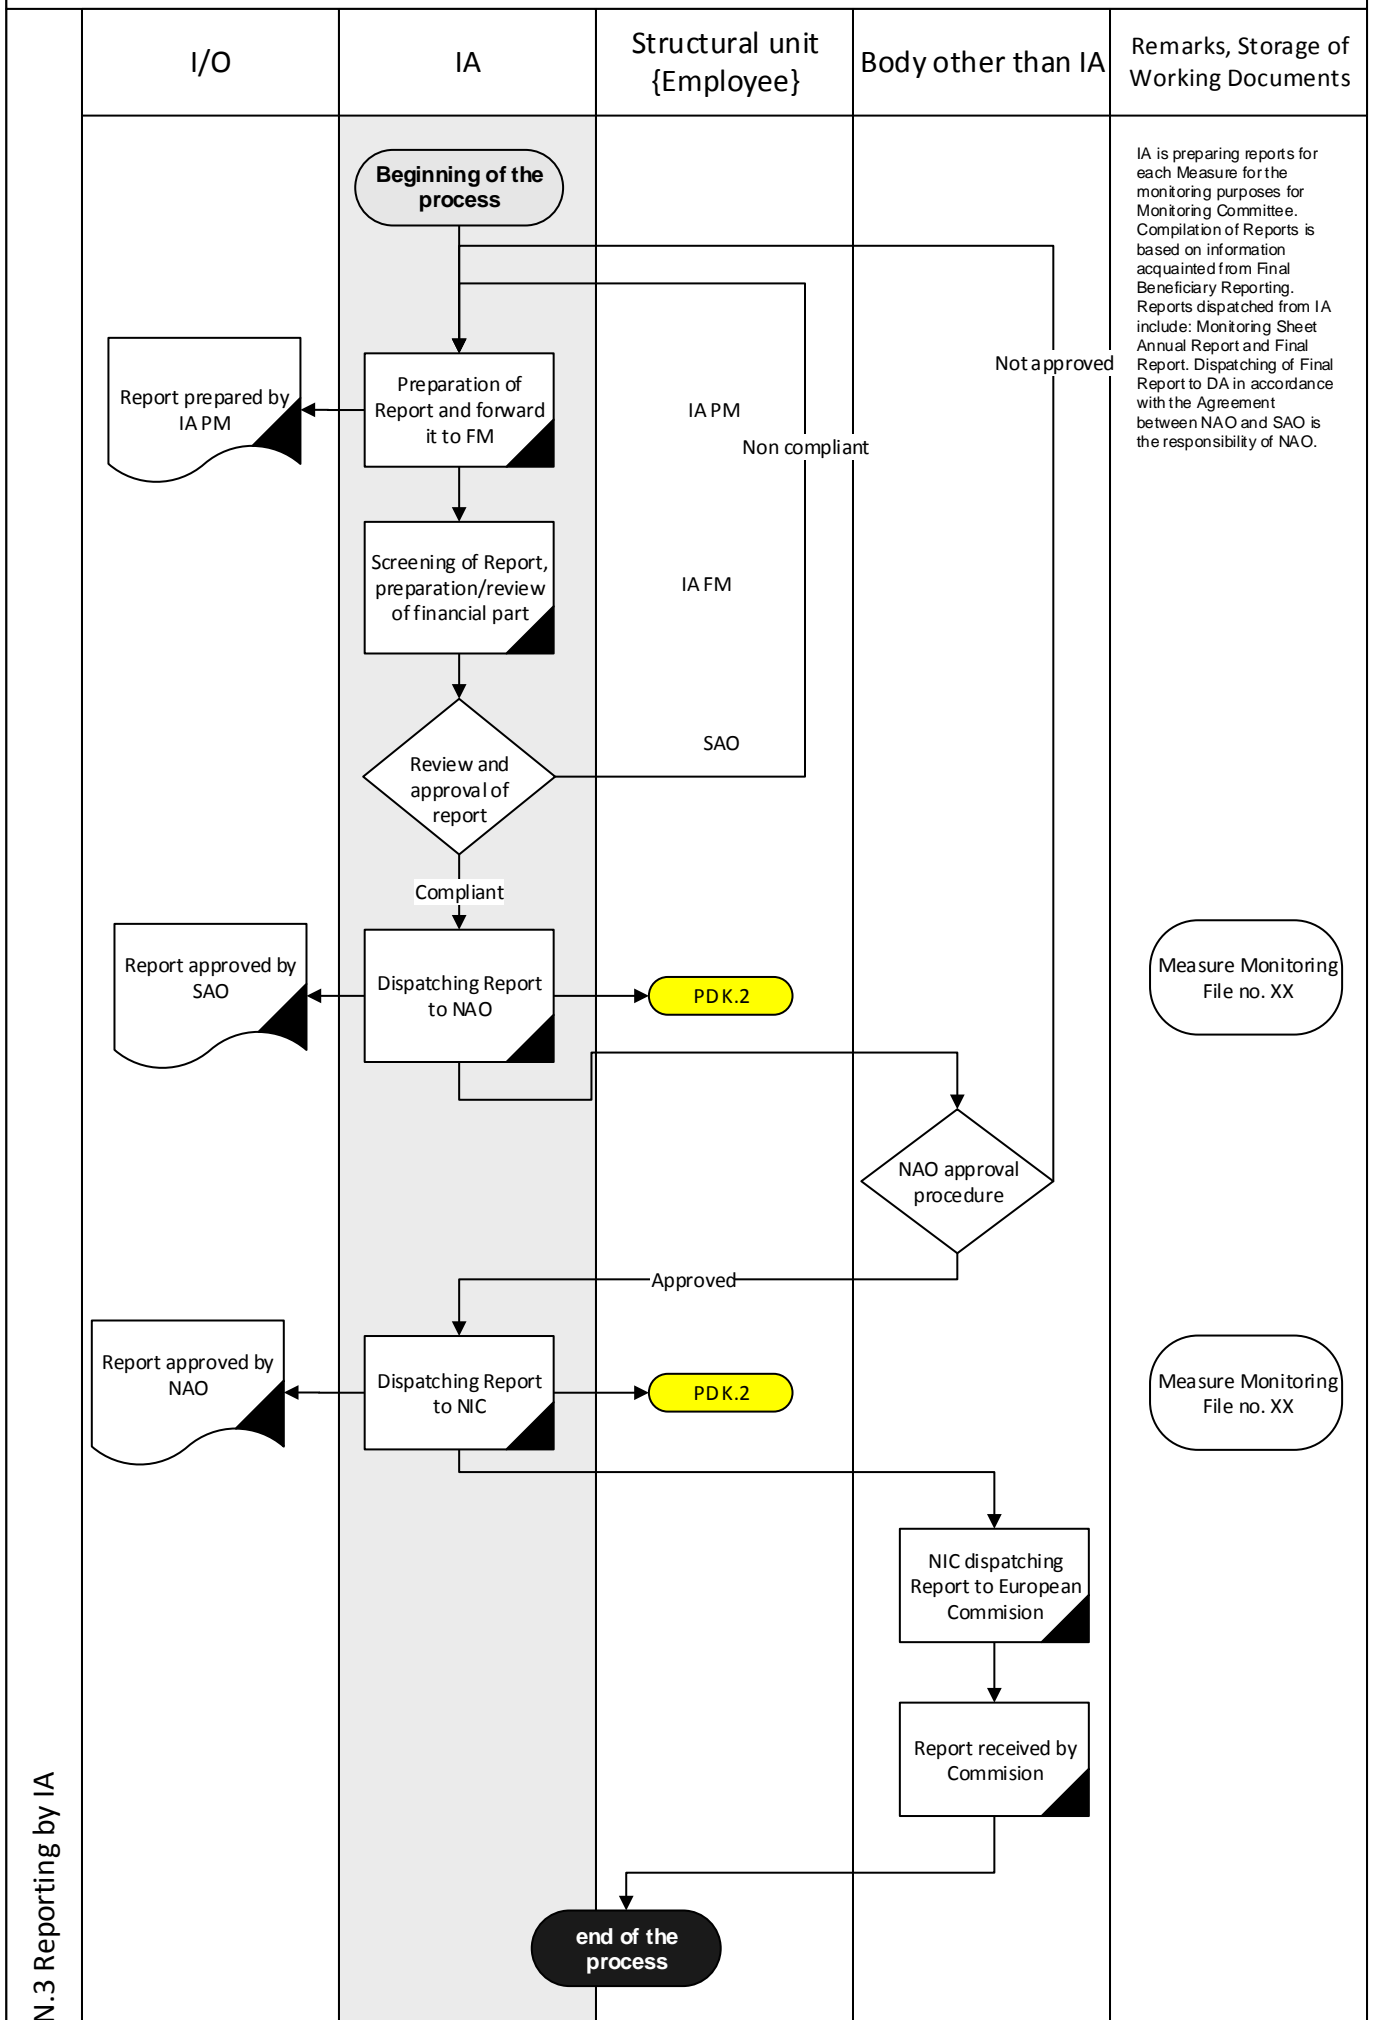 I/O
IA
Structural unit
{Employee}
Body other than IA
Remarks, Storage of
Working Documents
Beginning of the
process
IA is preparing reports for
each Measure for the
monitoring purposes for
Monitoring Committee.
Compilation of Reports is
based on information
acquainted from Final
Beneficiary Reporting.
Reports dispatched from IA
include: Monitoring Sheet
Annual Report and Final
Report. Dispatching of Final
Report to DA in accordance
with the Agreement
between NAO and SAO is
the responsibility of NAO.
Not approved
Report prepared by
IA PM
Preparation of
Report and forward
it to FM
IA PM
Non compliant
Screening of Report,
preparation/review
of financial part
IA FM
Review and
approval of
report
SAO
Compliant
Report approved by
SAO
Dispatching Report
to NAO
PDK.2
Measure Monitoring
File no. XX
NAO approval
procedure
Approved
Report approved by
NAO
Dispatching Report
to NIC
PDK.2
Measure Monitoring
File no. XX
NIC dispatching
Report to European
Commision
Report received by
Commision
end of the
process
N.3 Reporting by IA